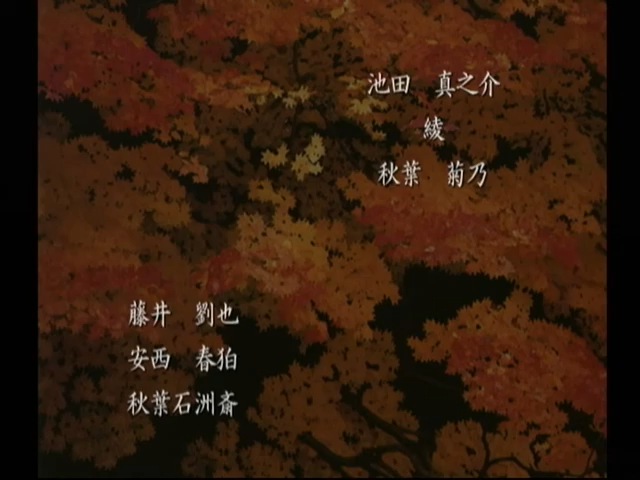 池田　真之介
綾
秋葉　菊乃
藤井　劉也
安西　春狛
秋葉石洲斎